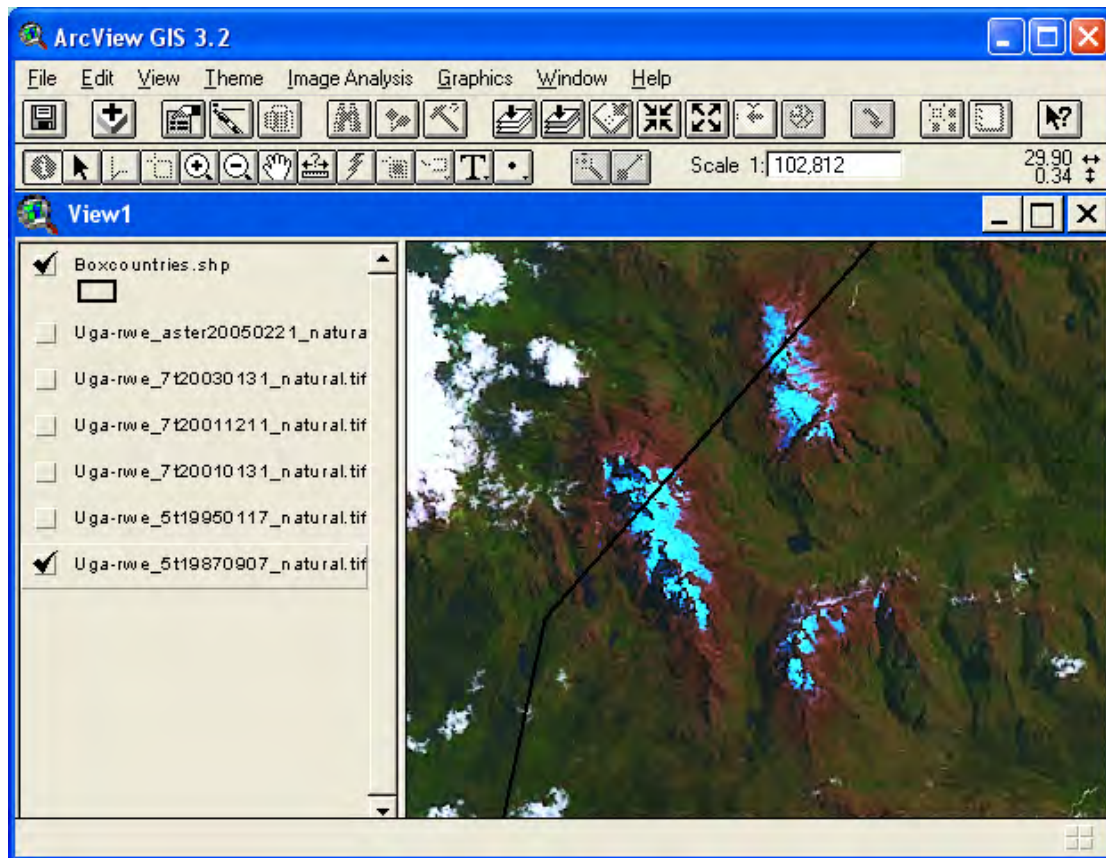 ArcView GIS 3.2
File Edit View Theme Image Analysis Graphics Window Help
T
Scale 1: 102,812
29.90
0.34
View1
Boxcountries.shp
Uga-rwe_aster20050221_natura
Uga-rwe_7t20030131_natural.tif
Uga-rwe_7t20011211_natural.tif
Uga-rwe_7t20010131_natural.tif
Uga-rwe_5t19950117_natural.tif
Uga-rwe_5t19870907_natural.tif